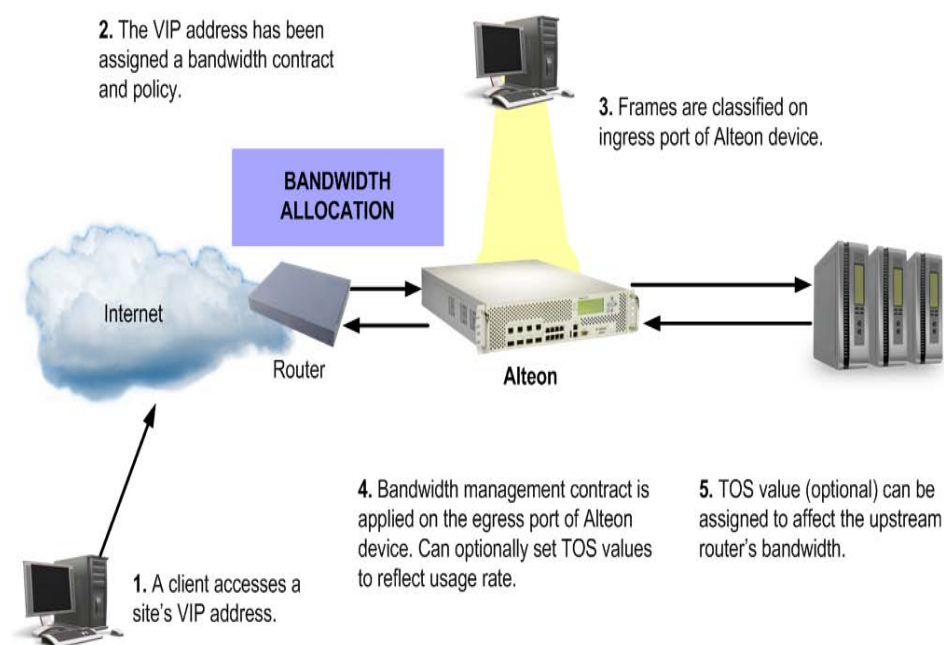 2. The VIP address has been
assigned a bandwidth contract
and policy.
3. Frames are classified on
ingress port of Alteon device.
BANDWIDTH
ALLOCATION
Internet
Router
Alteon
4. Bandwidth management contract is
applied on the egress port of Alteon
device. Can optionally set TOS values
to reflect usage rate.
5. TOS value (optional) can be
assigned to affect the upstream
router's bandwidth.
1. A client accesses a
site's VIP address.